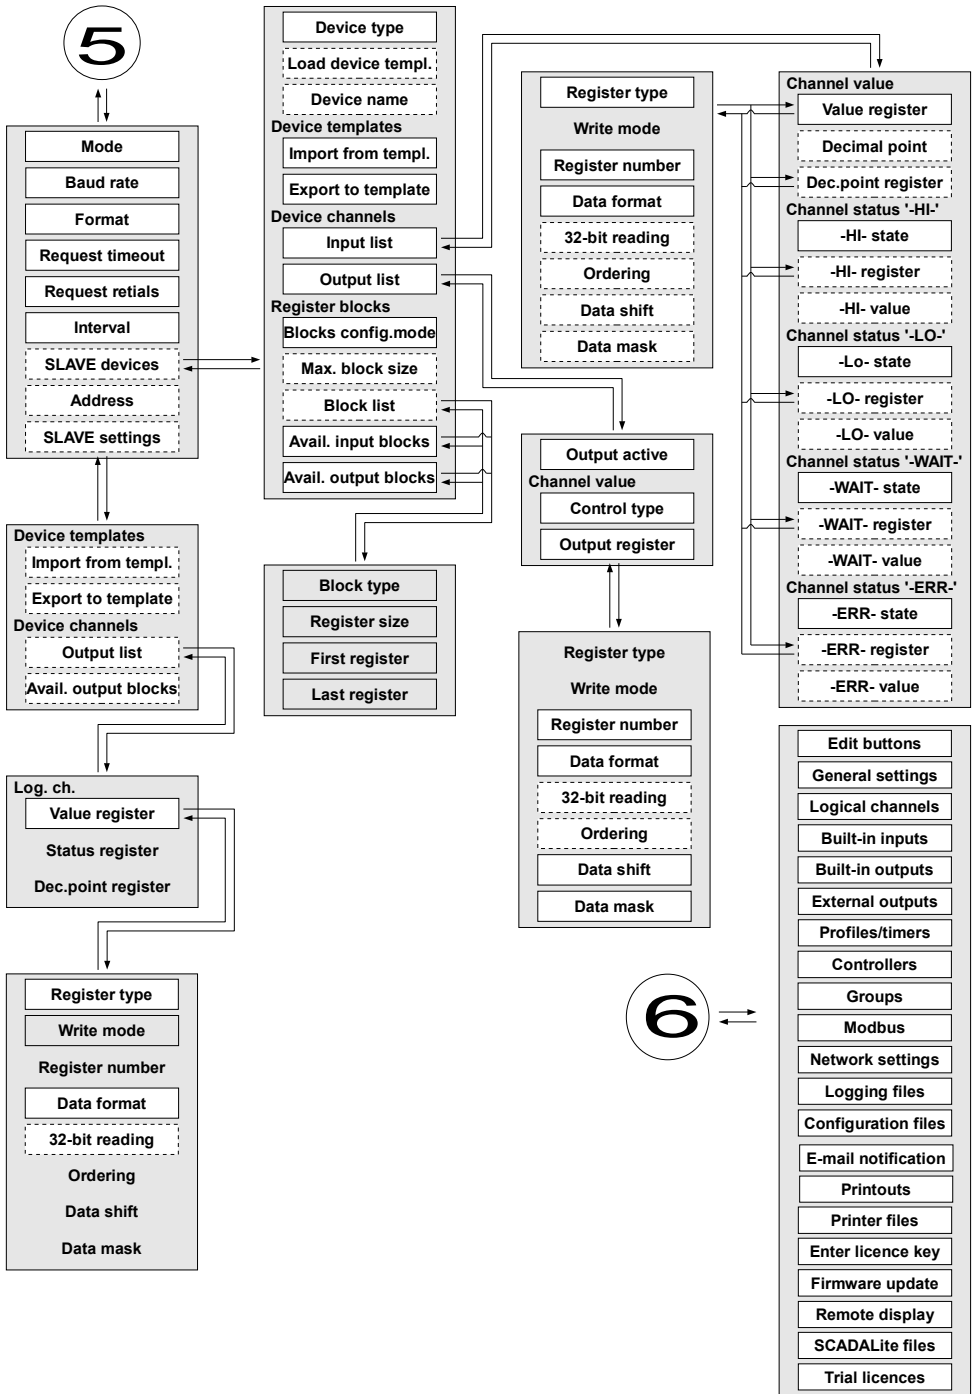 5
Mode
Baud rate
Format
Request timeout
Request retials
Interval
SLAVE devices
Address
SLAVE settings
Device templates
Import from templ.
Export to template
Device channels
Output list
Avail. output blocks
Log. ch.
Value register
Status register
Dec.point register
Register type
Write mode
Register number
Data format
32-bit reading
Ordering
Data shift
Data mask
Device type
Load device templ.
Device name
Device templates
Import from templ.
Export to template
Device channels
Input list
Output list
Register blocks
Blocks config.mode
Max. block size
Block list
Avail. input blocks
Avail. output blocks
Block type
Register size
First register
Last register
Register type
Write mode
Register number
Data format
32-bit reading
Ordering
Data shift
Data mask
Output active
Channel value
Control type
Output register
Register type
Write mode
Register number
Data format
32-bit reading
Ordering
Data shift
Data mask
Channel value
Value register
Decimal point
Dec.point register
Channel status '-HI-'
-HI- state
-HI- register
-HI- value
Channel status '-LO-'
-Lo- state
-LO- register
-LO- value
Channel status '-WAIT-'
-WAIT- state
-WAIT- register
-WAIT- value
Channel status '-ERR-'
-ERR- state
-ERR- register
-ERR- value
6
Edit buttons
General settings
Logical channels
Built-in inputs
Built-in outputs
External outputs
Profiles/timers
Controllers
Groups
Modbus
Network settings
Logging files
Configuration files
E-mail notification
Printouts
Printer files
Enter licence key
Firmware update
Remote display
SCADALite files
Trial licences